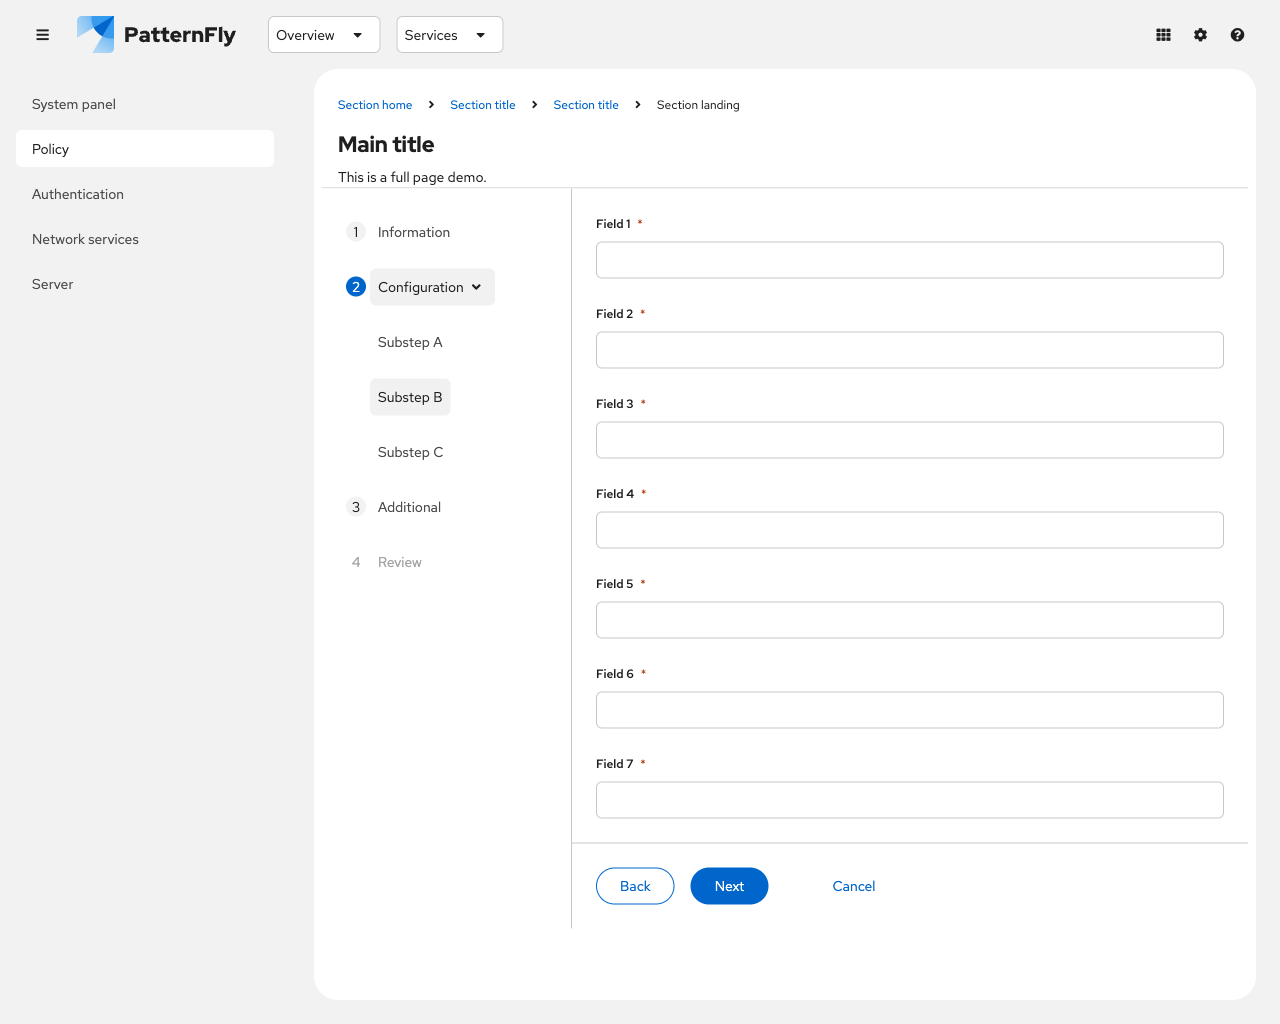 PatternFly
Overview
Services
System panel
Policy
Authentication
Network services
Server
Section home
Section title
Section title
Section landing
Main title
This is a full page demo.
1 Information
2 Configuration
Substep A
Substep B
Substep C
3 Additional
4 Review
Field 1 *
Field 2 *
Field 3 *
Field 4 *
Field 5 *
Field 6 *
Field 7 *
Back
Next
Cancel